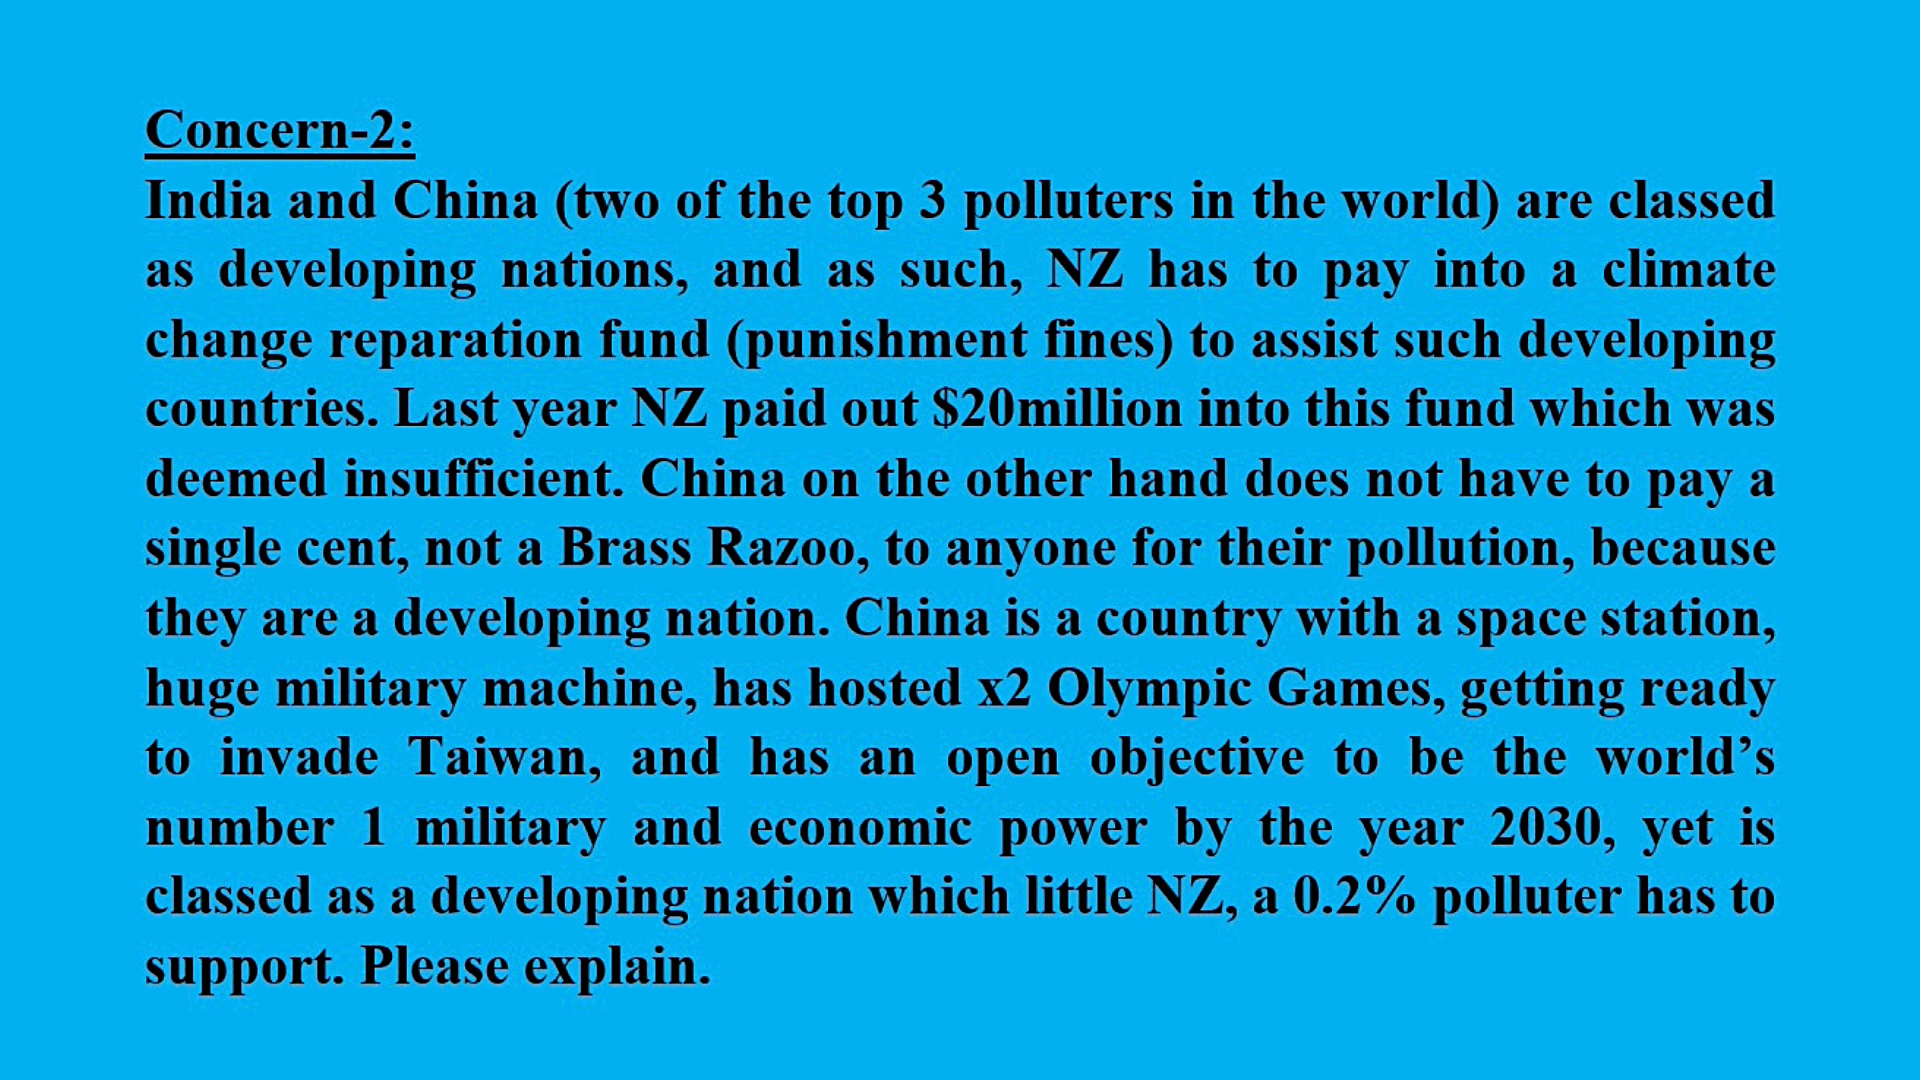 Concern-2:
India and China (two of the top 3 polluters in the world) are classed
as developing nations, and as such, NZ has to pay into a climate
change reparation fund (punishment fines) to assist such developing
countries. Last year NZ paid out $20million into this fund which was
deemed insufficient. China on the other hand does not have to pay a
single cent, not a Brass Razoo, to anyone for their pollution, because
they are a developing nation. China is a country with a space station,
huge military machine, has hosted x2 Olympic Games, getting ready
to invade Taiwan, and has an open objective to be the world’s
number 1 military and economic power by the year 2030, yet is
classed as a developing nation which little NZ, a 0.2% polluter has to
support. Please explain.